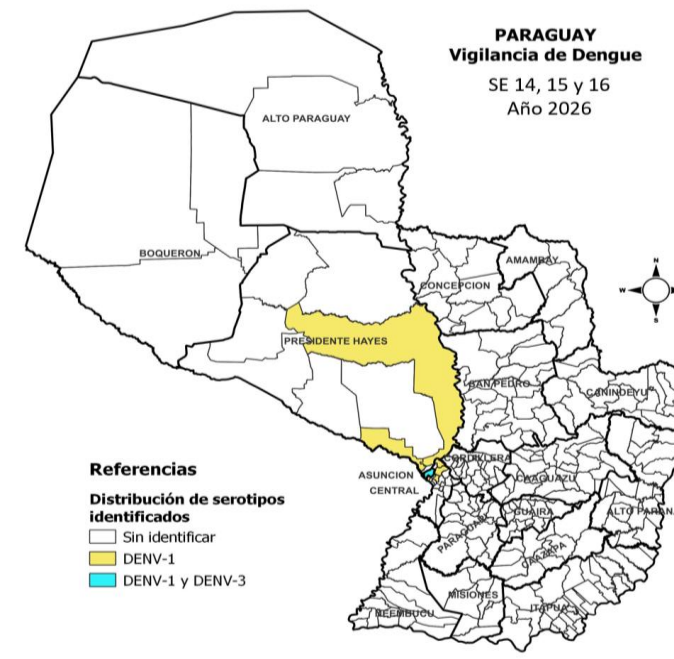 PARAGUAY
Vigilancia de Dengue
SE 14, 15 y 16
Año 2026
ALTO PARAGUAY
BOQUERON
AMAMBAY
CONCEPCION
N
W
S
PRESIDENTE HAYES
SAN PEDRO
CANINDEYU
CORDILLERA
ASUNCION
CENTRAL
CAAGUAZU
GUAIRA
ALTO PARANA
PARAGUARI
CAAZAPA
MISIONES
ITAPUA
ÑEEMBUCU
Referencias
Distribución de serotipos
identificados
Sin identificar
DENV-1
DENV-1 y DENV-3